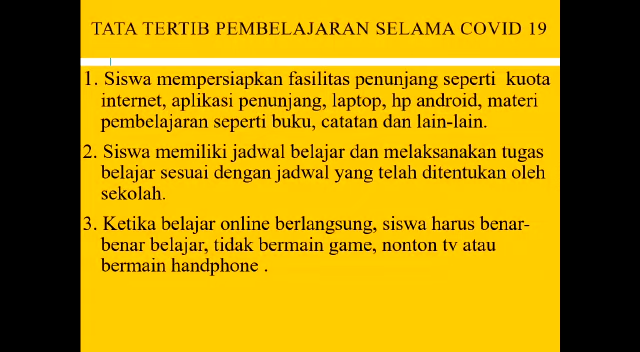 TATA TERTIB PEMBELAJARAN SELAMA COVID 19
1. Siswa mempersiapkan fasilitas penunjang seperti kuota
internet, aplikasi penunjang, laptop, hp android, materi
pembelajaran seperti buku, catatan dan lain-lain.
2. Siswa memiliki jadwal belajar dan melaksanakan tugas
belajar sesuai dengan jadwal yang telah ditentukan oleh
sekolah.
3. Ketika belajar online berlangsung, siswa harus benar-
benar belajar, tidak bermain game, nonton tv atau
bermain handphone .